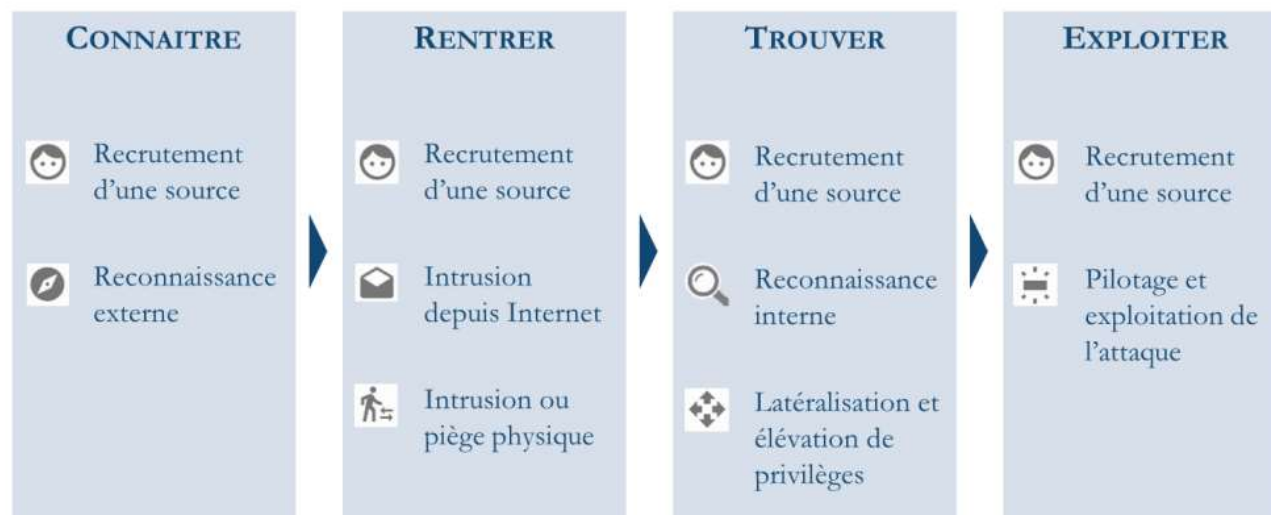 CONNAITRE
Recrutement
d'une source
Reconnaissance
externe
RENTRER
Recrutement
d'une source
Intrusion
depuis Internet
Intrusion ou
piège physique
TROUVER
Recrutement
d'une source
Reconnaissance
interne
Latéralisation et
élévation de
privilèges
EXPLOITER
Recrutement
d'une source
Pilotage et
exploitation de
l'attaque